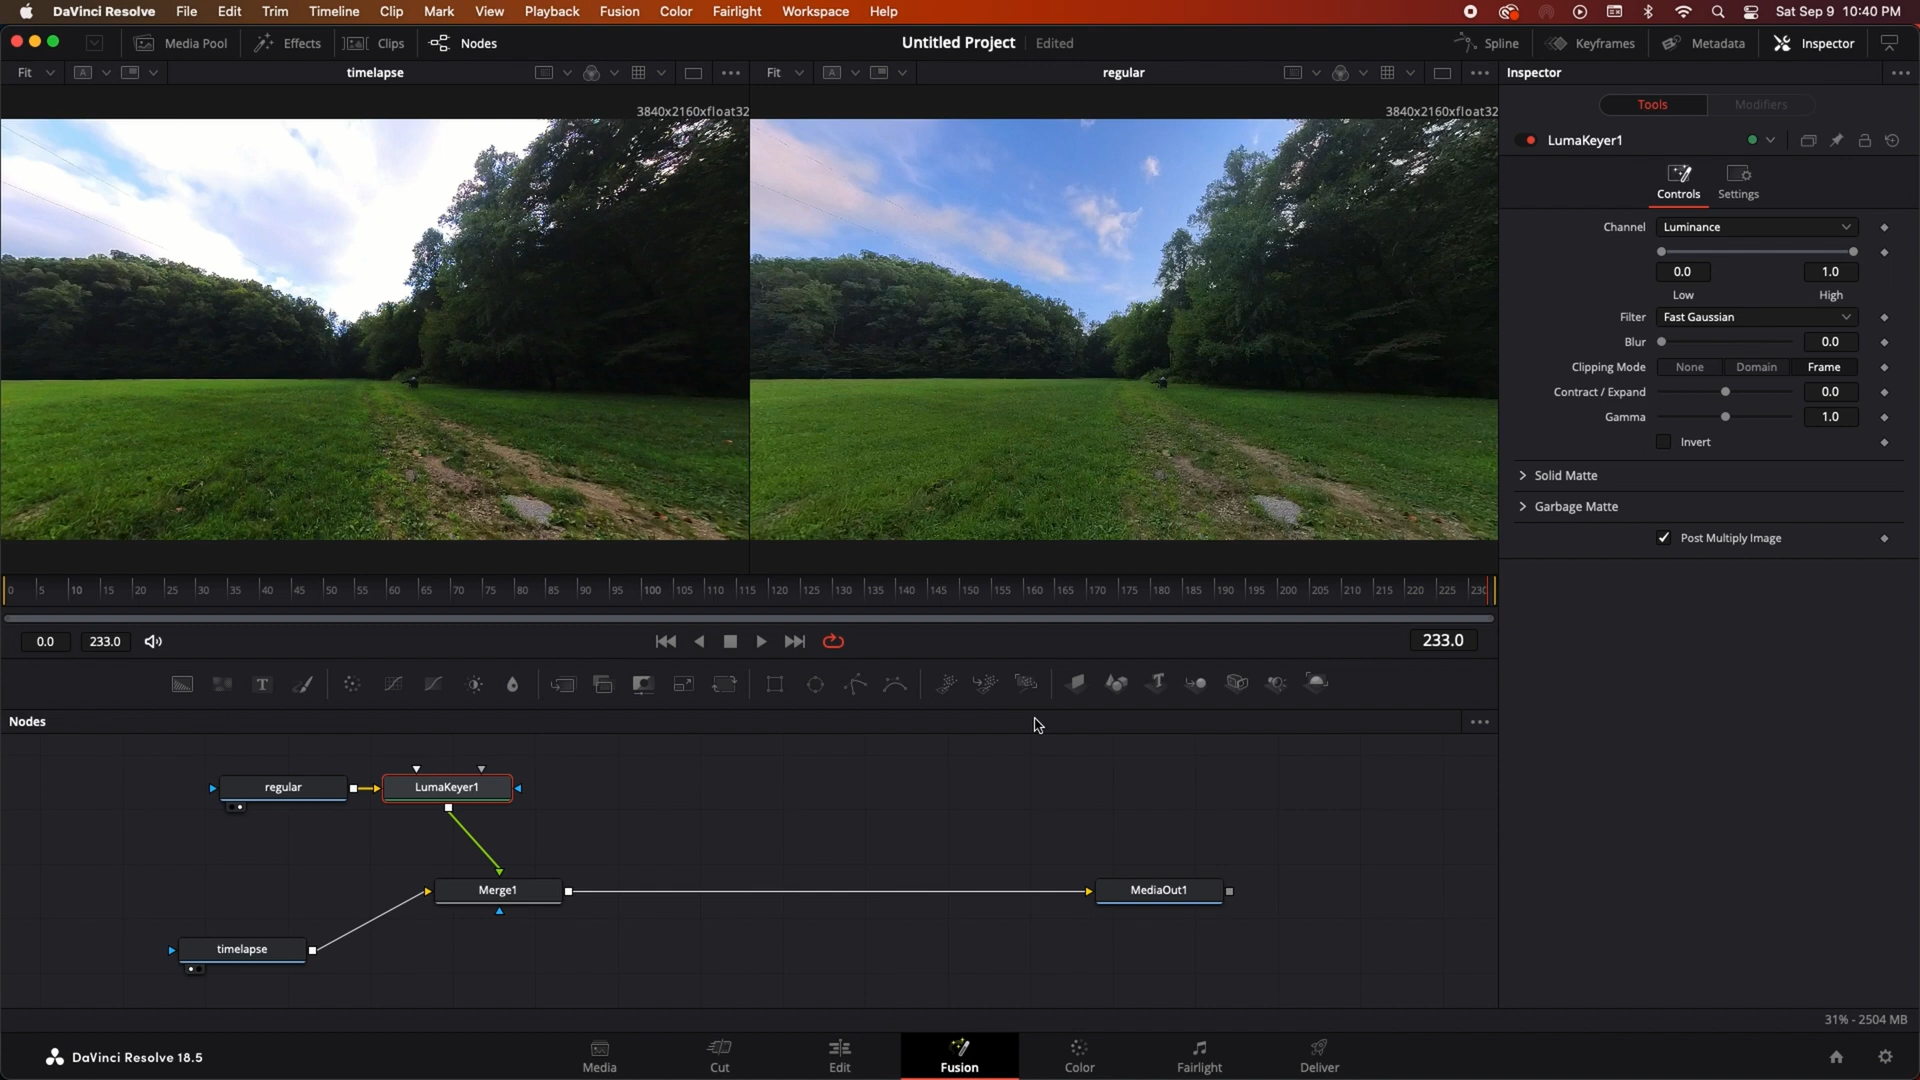 DaVinci Resolve File Edit Trim Timeline Clip Mark View Playback Fusion Color Fairlight Workspace Help Sat Sep 9 10:40 PM
Media Pool Effects Clips Nodes Untitled Project Edited Spline Keyframes Metadata Inspector
Fit A timelapse Fit A regular Inspector
3840x2160xfloat32 3840x2160xfloat32
Tools Modifiers
LumaKeyer1
Controls Settings
Channel Luminance
0.0 1.0
Low High
Filter Fast Gaussian
Blur 0.0
Clipping Mode None Domain Frame
Contract / Expand 0.0
Gamma 1.0
Invert
Solid Matte
Garbage Matte
Post Multiply Image
0 5 10 15 20 25 30 35 40 45 50 55 60 65 70 75 80 85 90 95 100 105 110 115 120 125 130 135 140 145 150 155 160 165 170 175 180 185 190 195 200 205 210 215 220 225 230
0.0 233.0 233.0
T T
Nodes
regular LumaKeyer1
Merge1 MediaOut1
timelapse
31% - 2504 MB
DaVinci Resolve 18.5 Media Cut Edit Fusion Color Fairlight Deliver